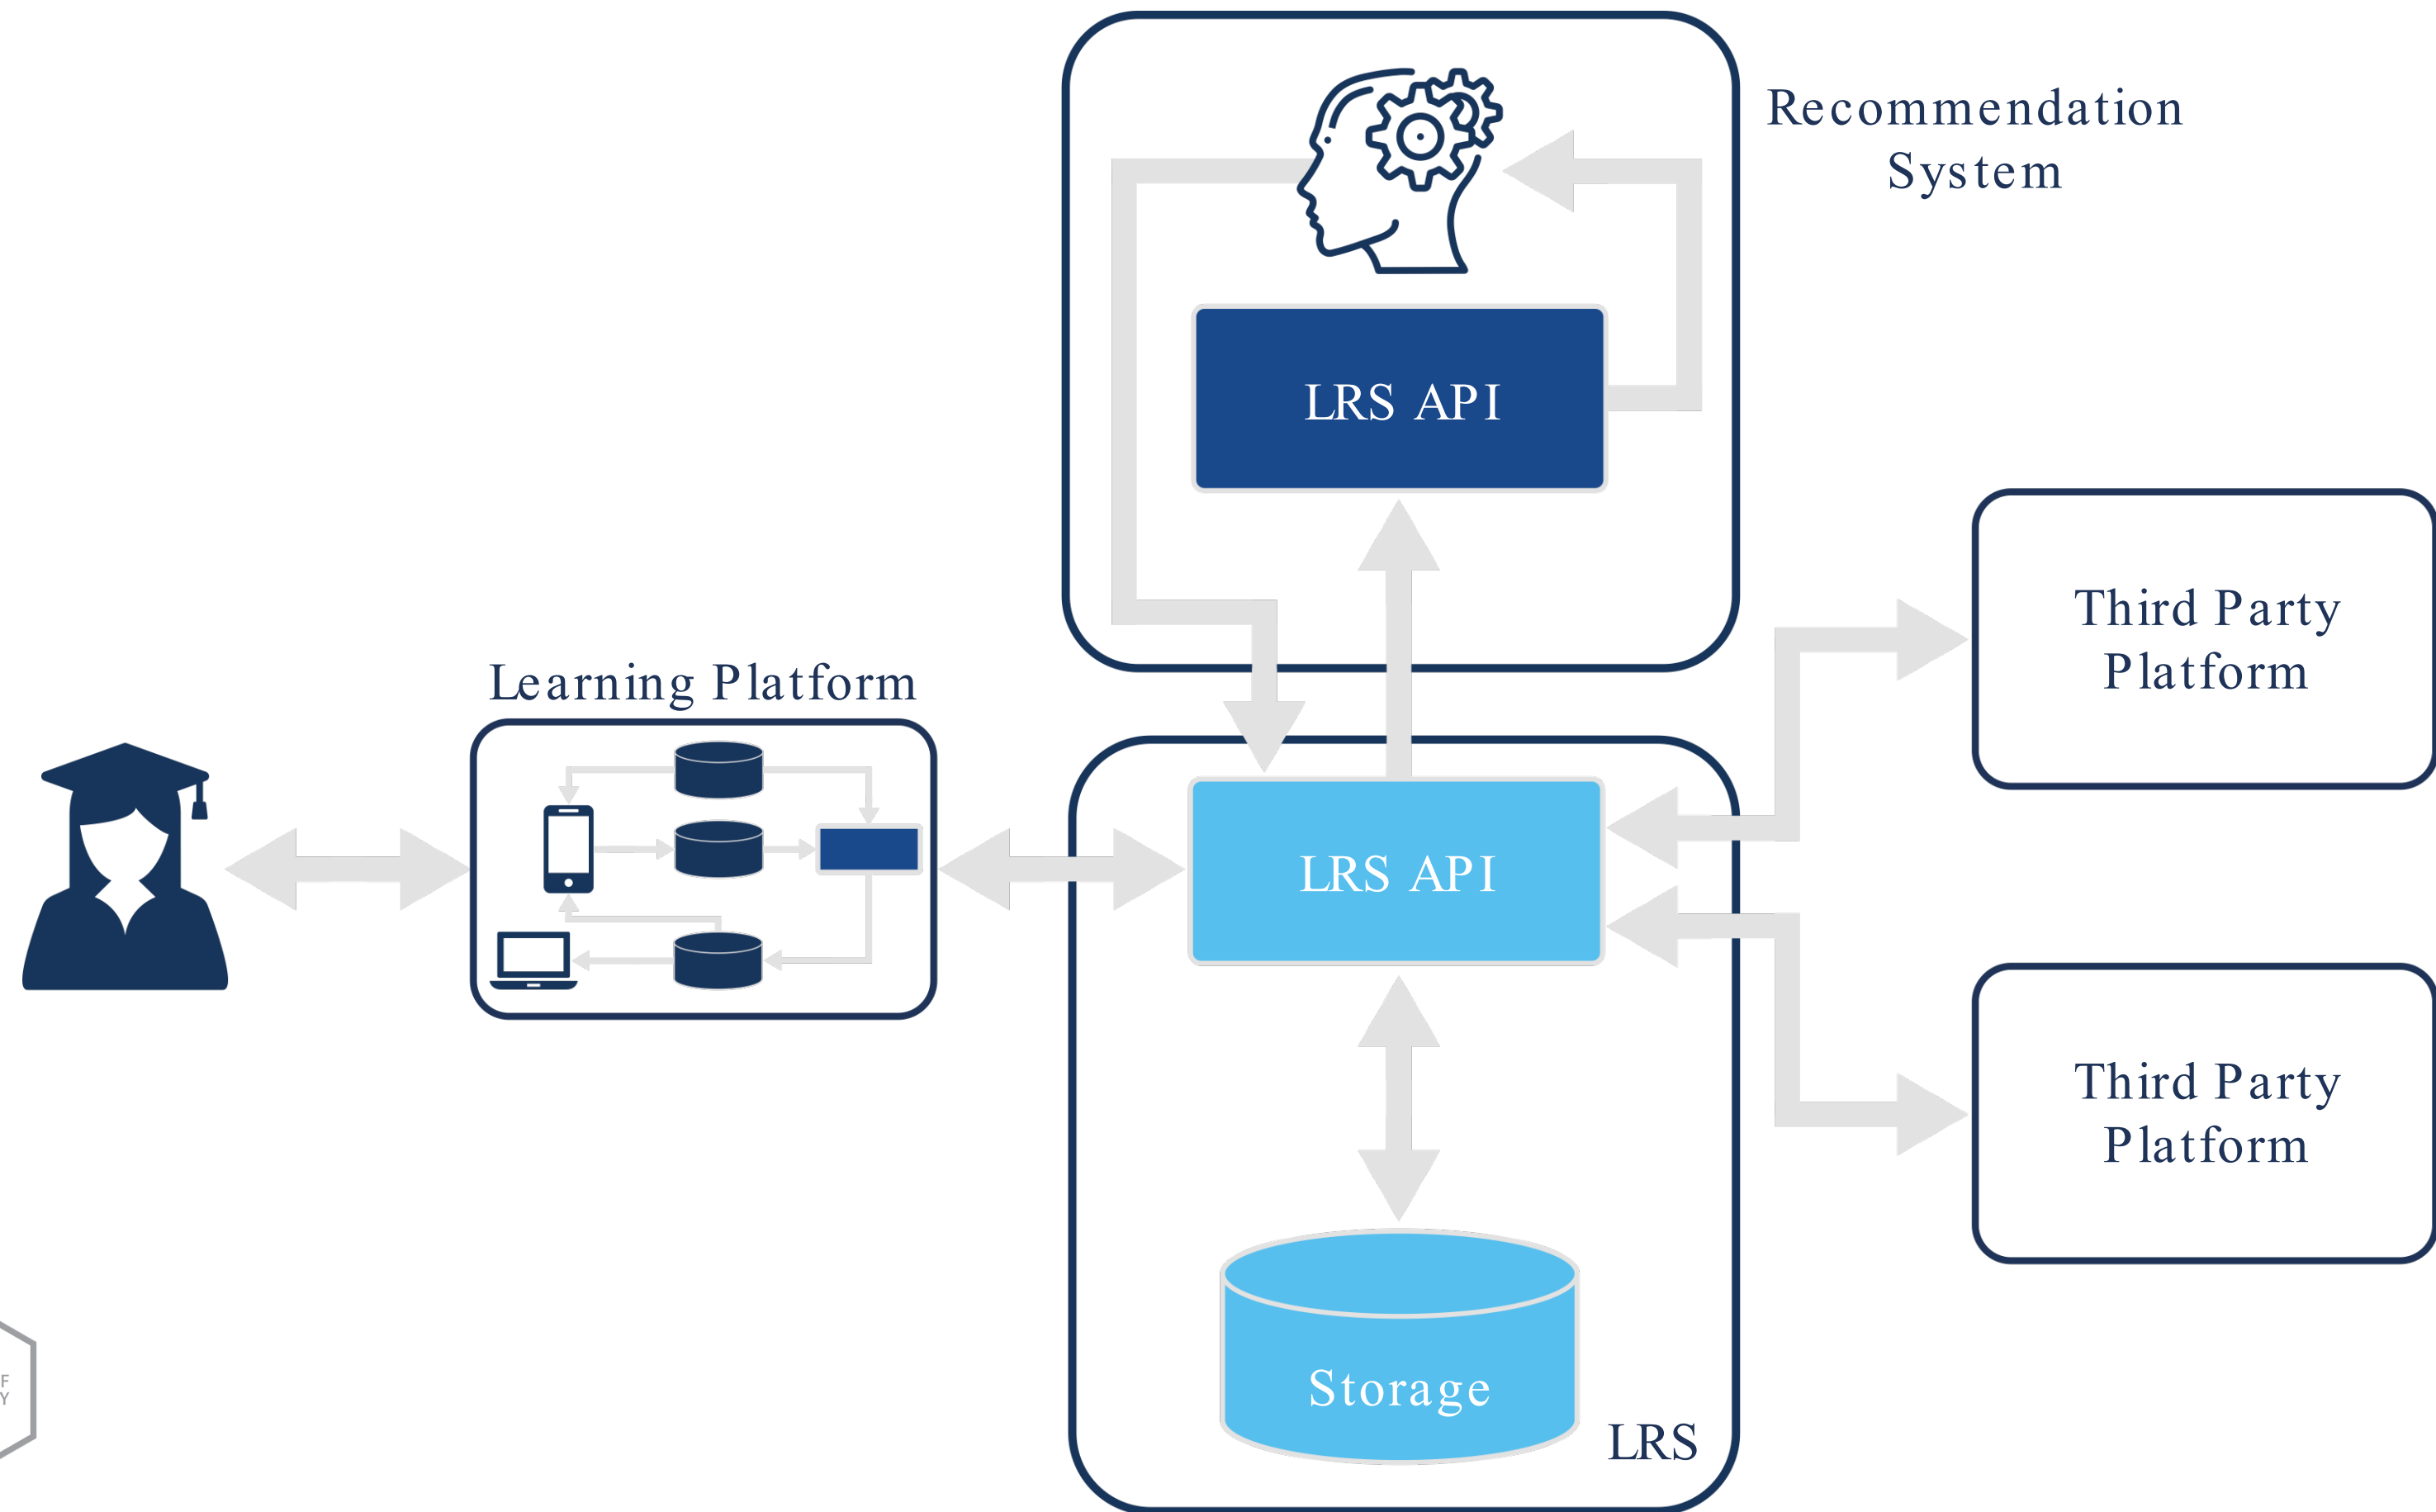 Recommendation
System
LRS API
Learning Platform
Third Party
Platform
LRS API
Third Party
Platform
Storage
LRS
F
Y